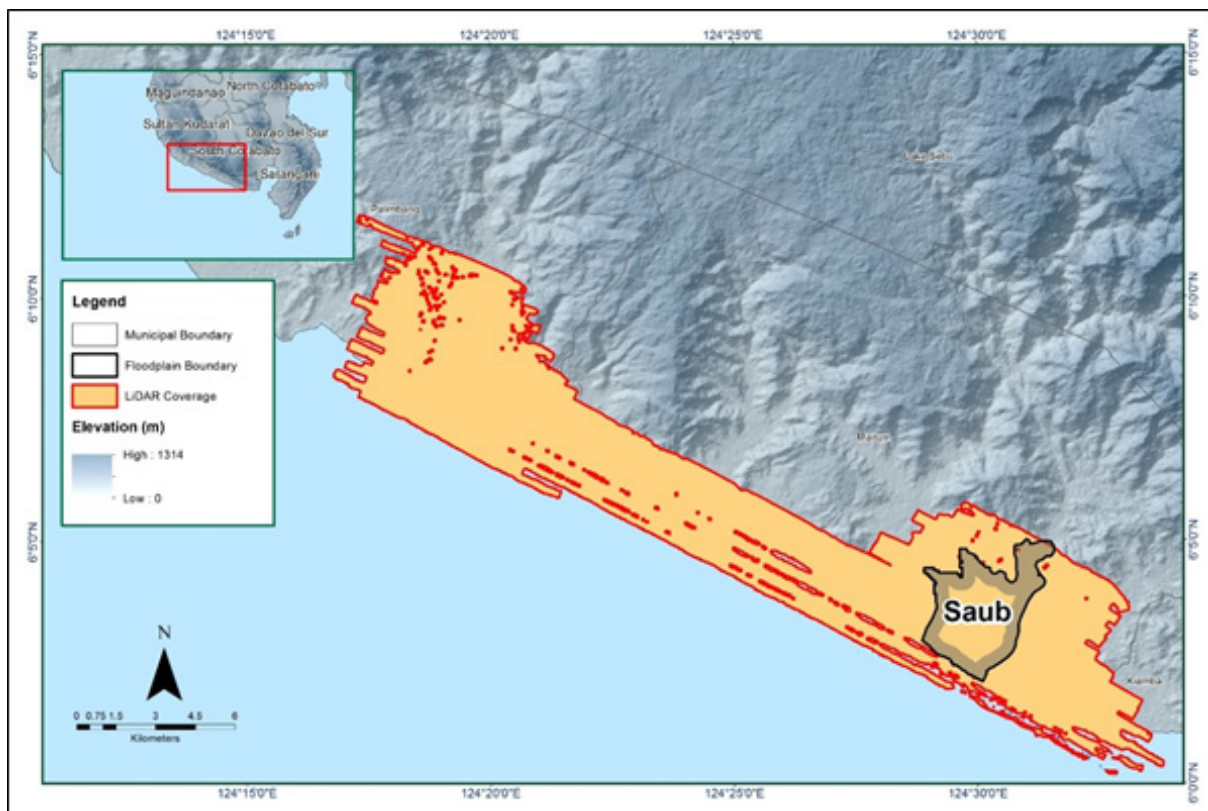 124°15'0"E 124°20'0"E 124°25'0"E 124°30'0"E
6°15'0"N
6°15'0"N
Maguindanao
North Cotabato
Sultan Kudarat
Davao del Sur
South Cotabato
Sarangani
Lake Sebu
Palimbang
6°10'0"N
6°10'0"N
Legend
Municipal Boundary
Floodplain Boundary
LiDAR Coverage
Elevation (m)
High : 1314
Low : 0
Maitum
6°5'0"N
6°5'0"N
Saub
Kiamba
N
0 0.75 1.5 3 4.5 6
Kilometers
6°0'0"N
124°15'0"E 124°20'0"E 124°25'0"E 124°30'0"E